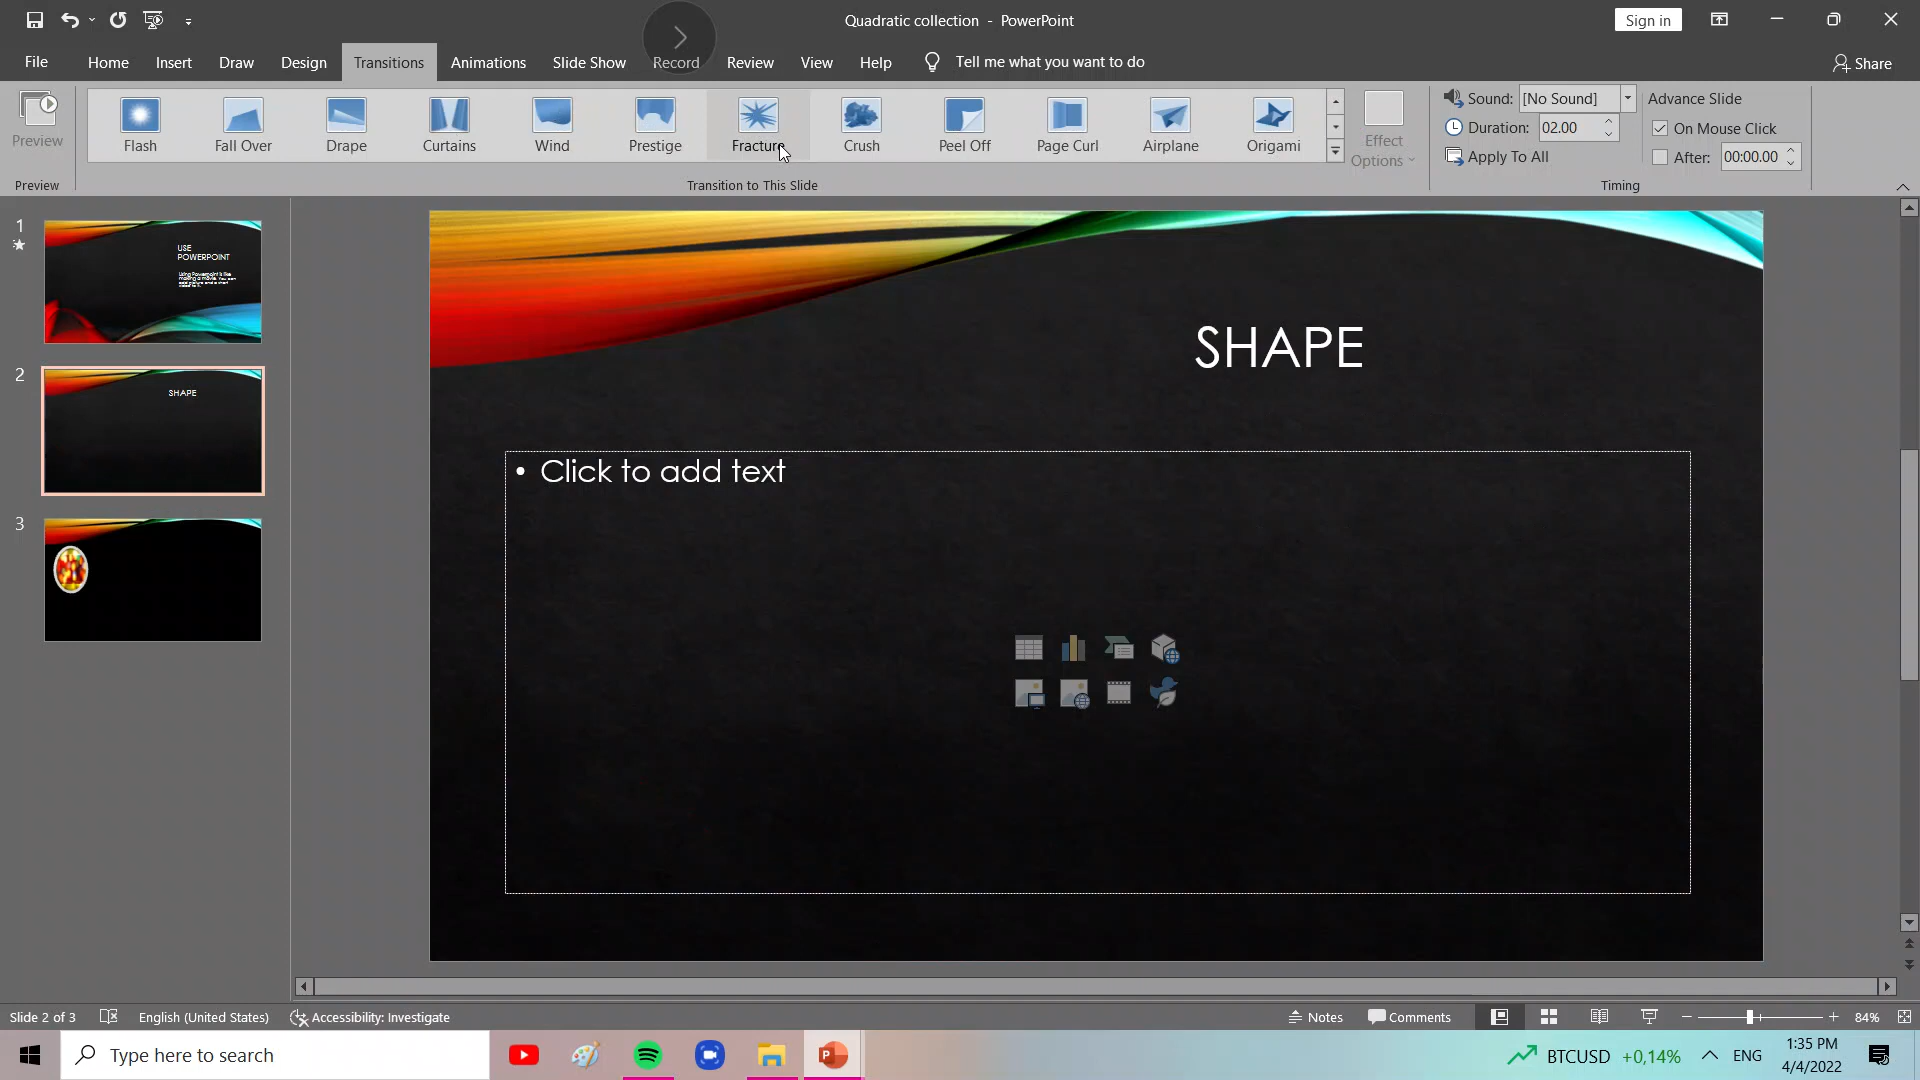 Quadratic collection - PowerPoint
Sign in
File
Home
Insert
Draw
Design
Transitions
Animations
Slide Show
Record
Review
View
Help
Tell me what you want to do
Share
Preview
Flash
Fall Over
Drape
Curtains
Wind
Prestige
Fracture
Crush
Peel Off
Page Curl
Airplane
Origami
Effect
Options
Sound: [No Sound]
Duration: 02.00
Apply To All
Advance Slide
On Mouse Click
After: 00:00.00
Preview
Transition to This Slide
Timing
1
USE
POWERPOINT
2
SHAPE
3
SHAPE
• Click to add text
Slide 2 of 3
English (United States)
Accessibility: Investigate
Notes
Comments
84%
Type here to search
BTCUSD +0,14%
ENG
1:35 PM
4/4/2022